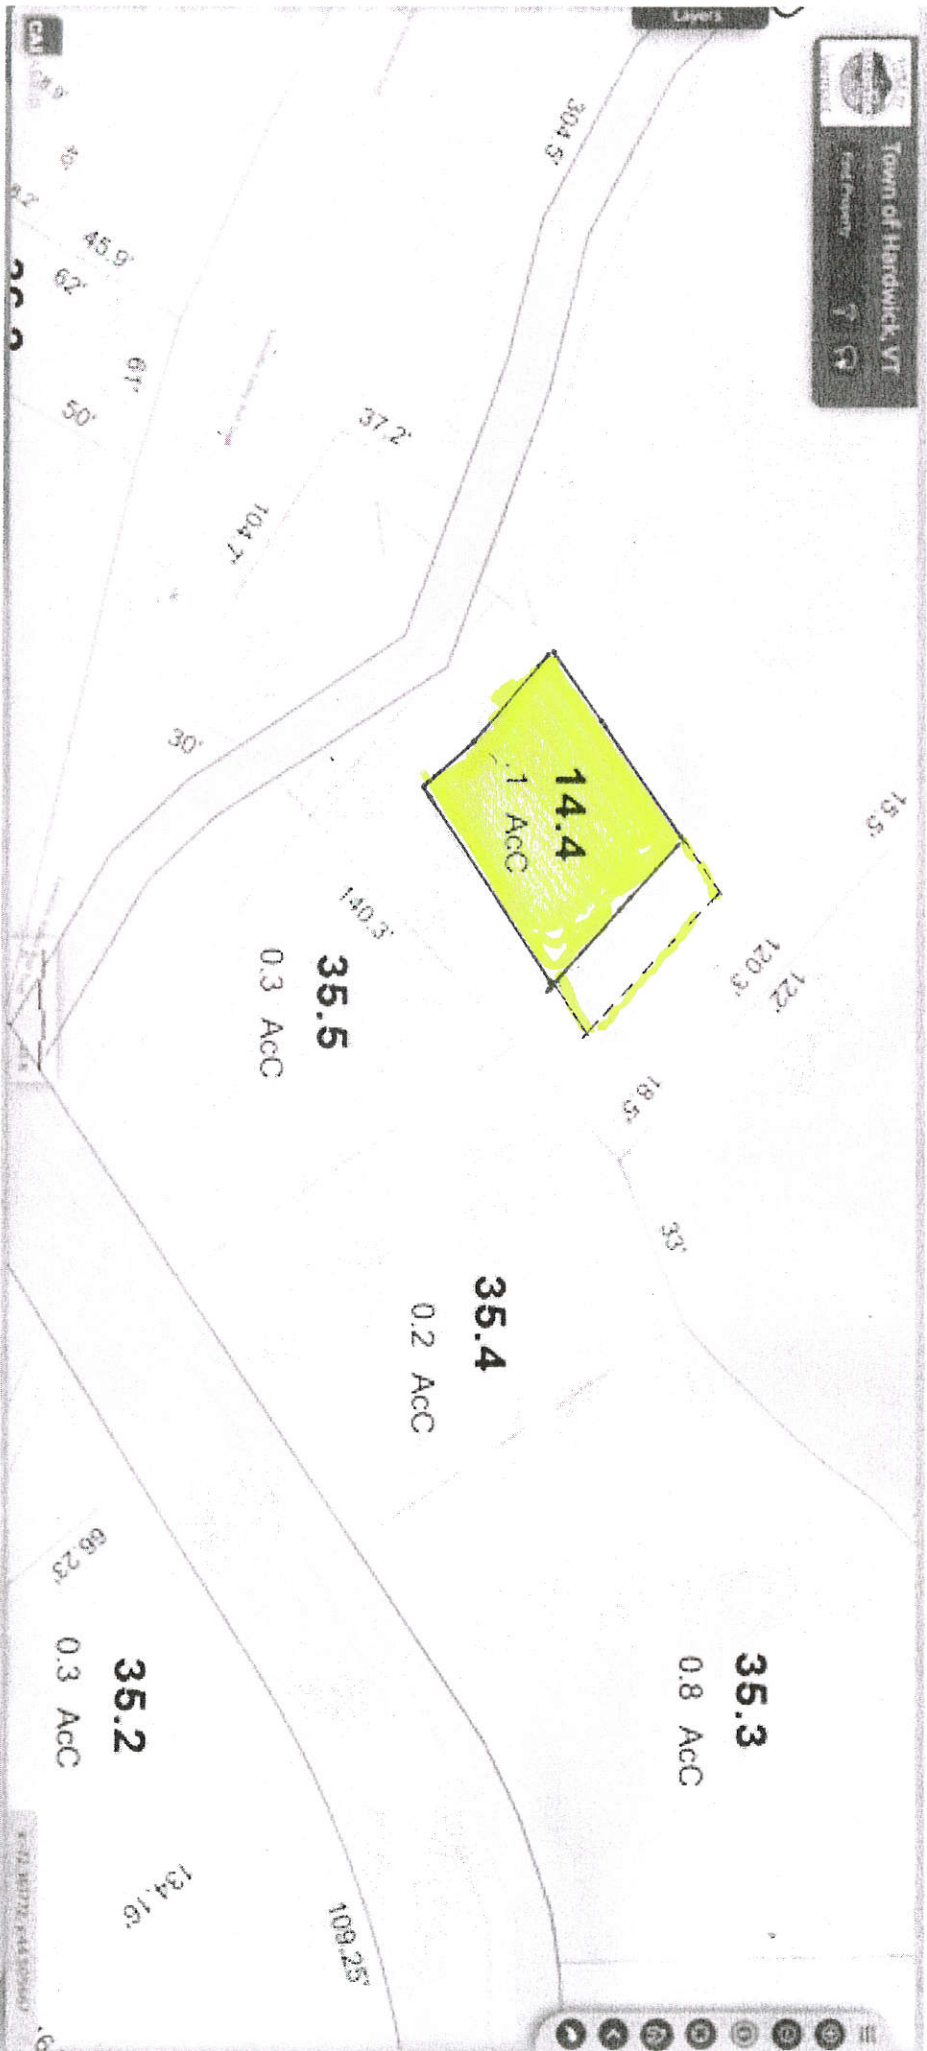 Layers
Town of Hardwick, VT
Find Property
CAI
304.5'
45.9'
62'
61'
50'
37.2'
104.7'
30'
14.4
.1 AcC
15.5'
120.3'
122'
140.3'
35.5
0.3 AcC
18.5'
33'
35.4
0.2 AcC
66.23'
35.3
0.8 AcC
35.2
0.3 AcC
134.16'
109.25'